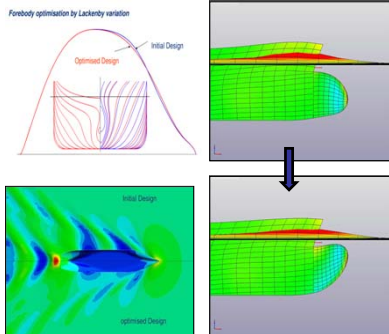 Forebody optimisation by Lackenby variation
Initial Design
Optimised Design
Initial Design
optimised Design